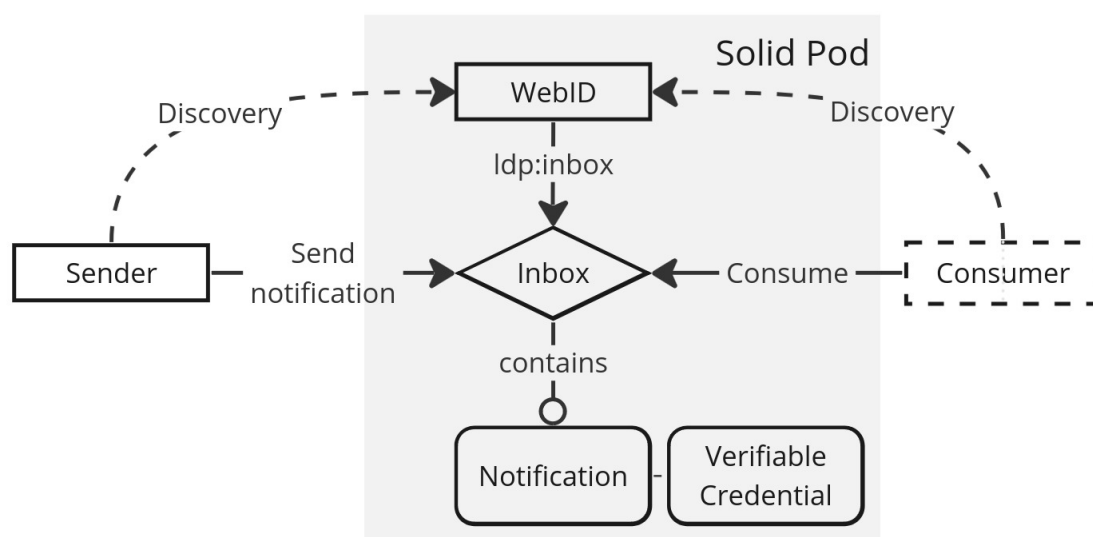 Solid Pod
WebID
Discovery
Discovery
ldp:inbox
Sender
Send
notification
Inbox
Consume
Consumer
contains
Notification
Verifiable
Credential